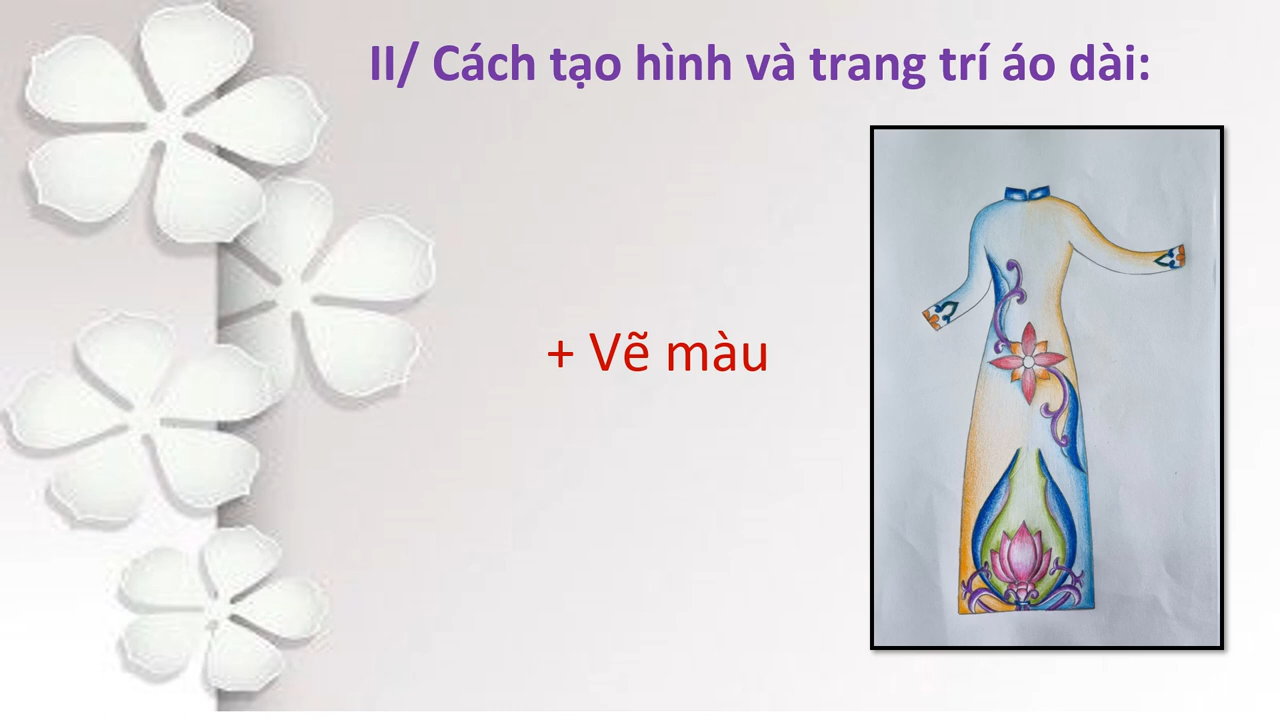 II/ Cách tạo hình và trang trí áo dài:
+ Vẽ màu